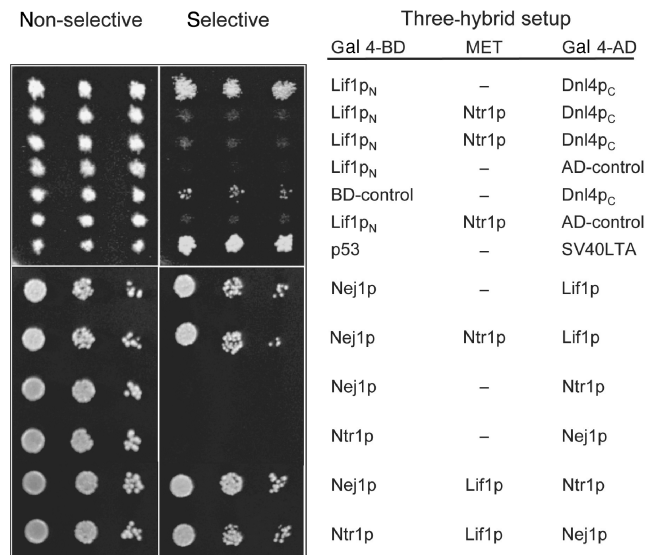 Non-selective Selective Three-hybrid setup
Gal 4-BD MET Gal 4-AD
Lif1pN – Dnl4pC
Lif1pN Ntr1p Dnl4pC
Lif1pN Ntr1p Dnl4pC
Lif1pN – AD-control
BD-control – Dnl4pC
Lif1pN Ntr1p AD-control
p53 – SV40LTA
Nej1p – Lif1p
Nej1p Ntr1p Lif1p
Nej1p – Ntr1p
Ntr1p – Nej1p
Nej1p Lif1p Ntr1p
Ntr1p Lif1p Nej1p